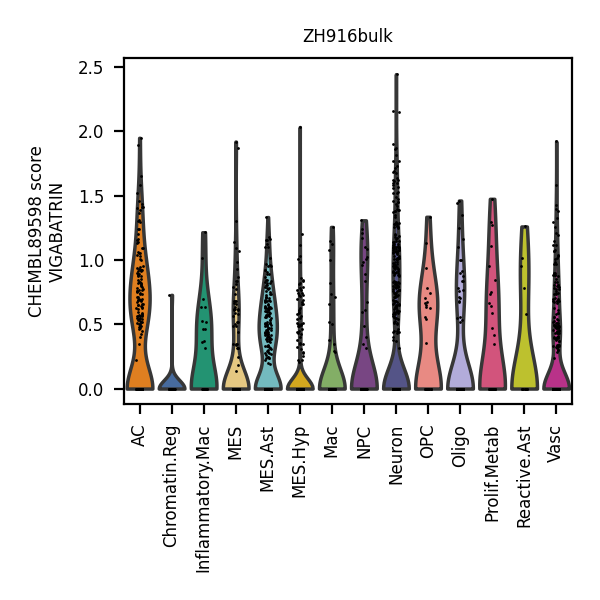 ZH916bulk
CHEMBL89598 score
VIGABATRIN
2.5
2.0
1.5
1.0
0.5
0.0
AC
Chromatin.Reg
Inflammatory.Mac
MES
MES.Ast
MES.Hyp
Mac
NPC
Neuron
OPC
Oligo
Prolif.Metab
Reactive.Ast
Vasc